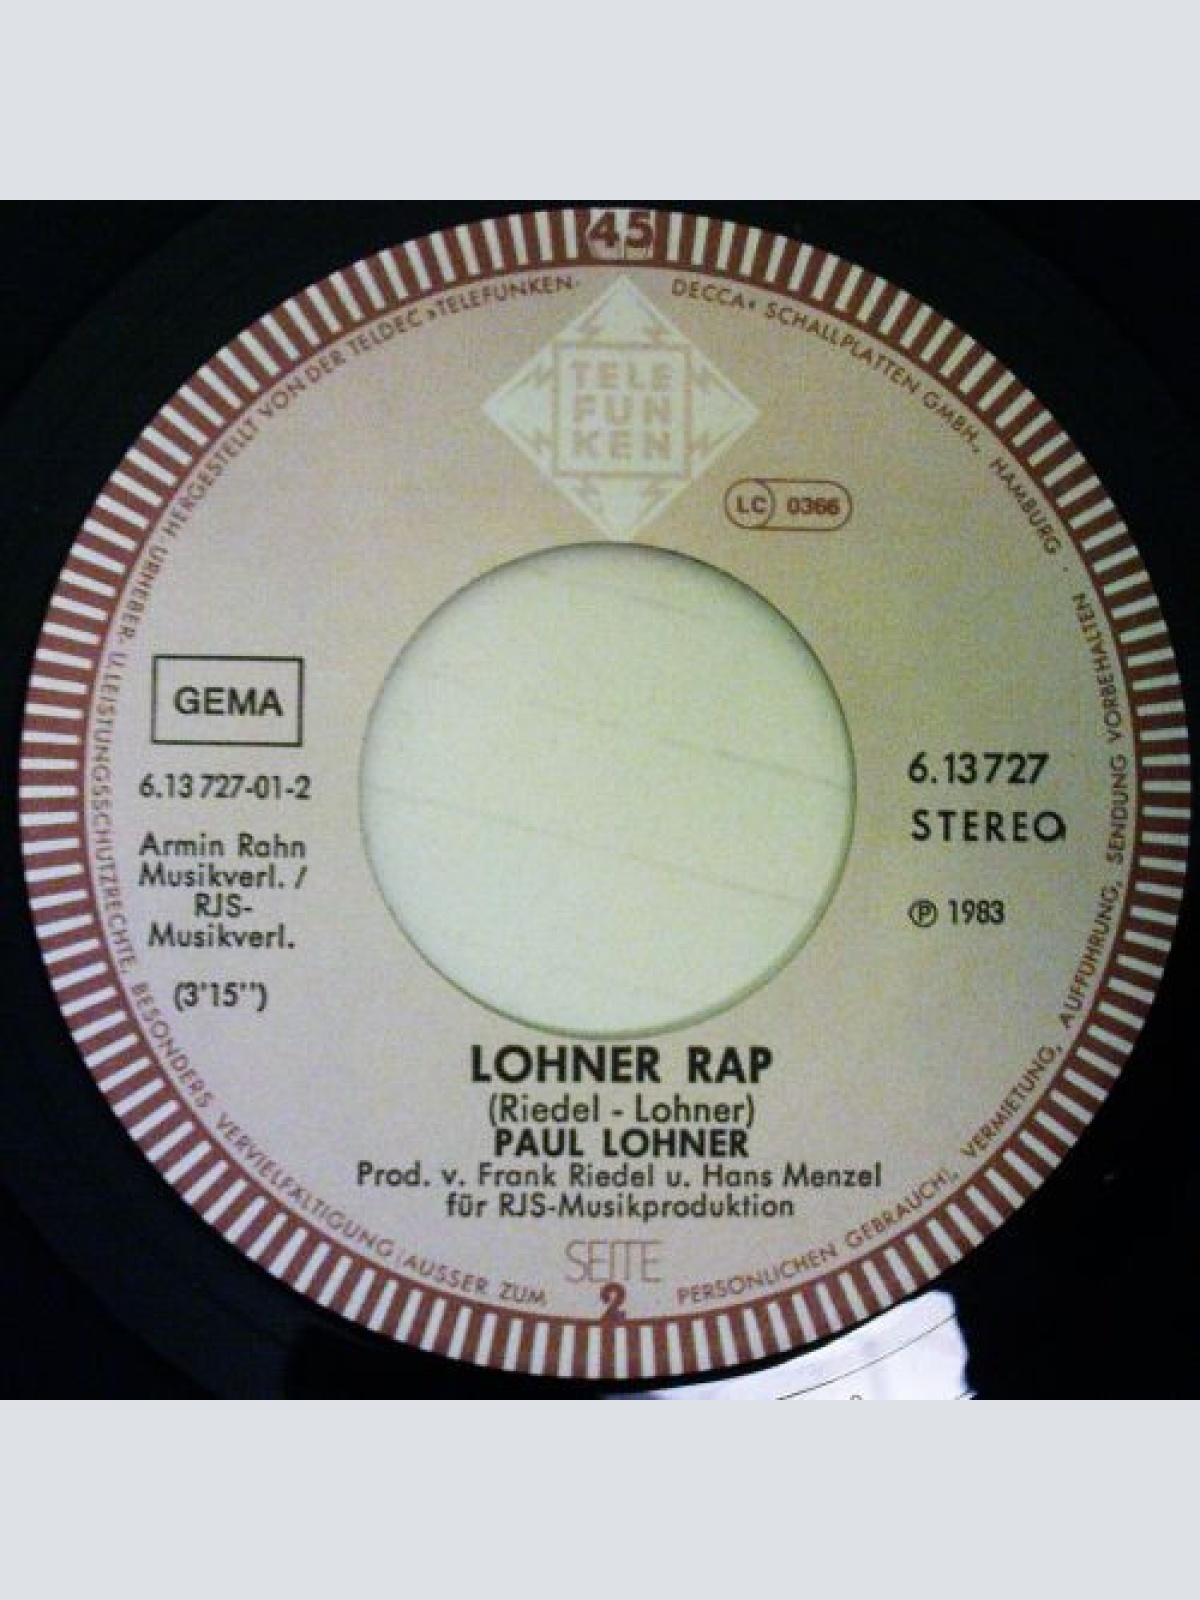 45
HERGESTELLT VON DER TELDEC »TELEFUNKEN-DECCA« SCHALLPLATTEN GMBH., HAMBURG ·
TELE
FUN
KEN
LC 0366
GEMA
6.13727-01-2
Armin Rahn
Musikverl. /
RJS-
Musikverl.
(3'15'')
6.13727
STEREO
Ⓟ 1983
LOHNER RAP
(Riedel - Lohner)
PAUL LOHNER
Prod. v. Frank Riedel u. Hans Menzel
für RJS-Musikproduktion
SEITE
2
URHEBER- U. LEISTUNGSSCHUTZRECHTE, BESONDERS VERVIELFÄLTIGUNG (AUSSER ZUM PERSÖNLICHEN GEBRAUCH), VERMIETUNG, AUFFÜHRUNG, SENDUNG VORBEHALTEN